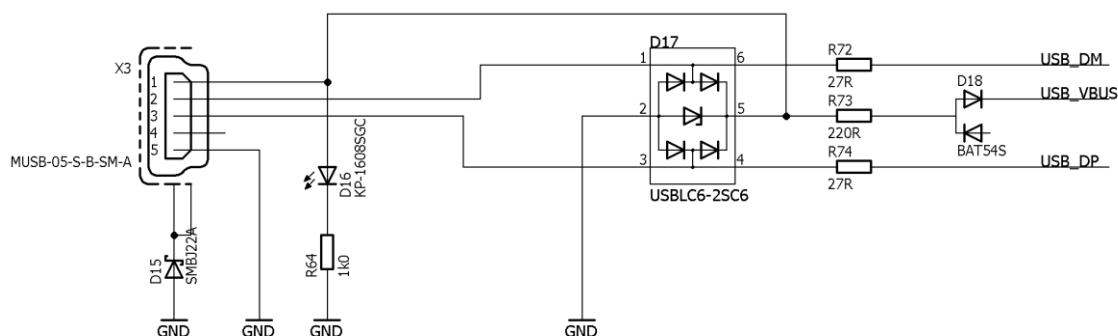 D17
X3
1
2
3
4
5
MUSB-05-S-B-SM-A
D15
SMBJ22A
GND
GND
D16
KP-1608SGC
R64
1k0
GND
GND
1
2
3
6
5
4
USBLC6-2SC6
R72
27R
R73
220R
R74
27R
D18
BAT54S
USB_DM
USB_VBUS
USB_DP